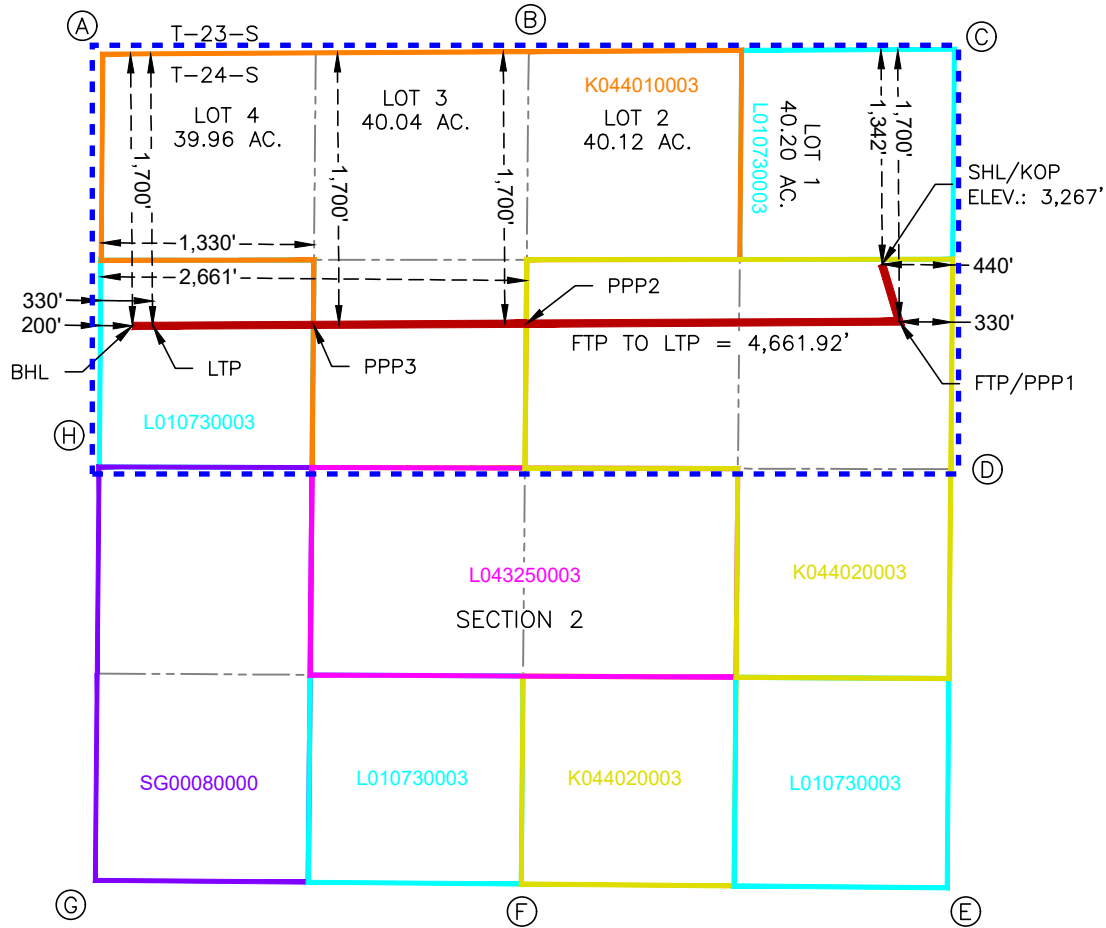 A
B
C
T-23-S
T-24-S
LOT 4
39.96 AC.
LOT 3
40.04 AC.
K044010003
LOT 2
40.12 AC.
LOT 1
40.20 AC.
L010730003
1,700'
1,700'
1,700'
1,342'
1,700'
SHL/KOP
ELEV.: 3,267'
1,330'
2,661'
440'
330'
200'
PPP2
330'
BHL
LTP
PPP3
FTP TO LTP = 4,661.92'
FTP/PPP1
L010730003
H
D
L043250003
K044020003
SECTION 2
SG00080000
L010730003
K044020003
L010730003
G
F
E